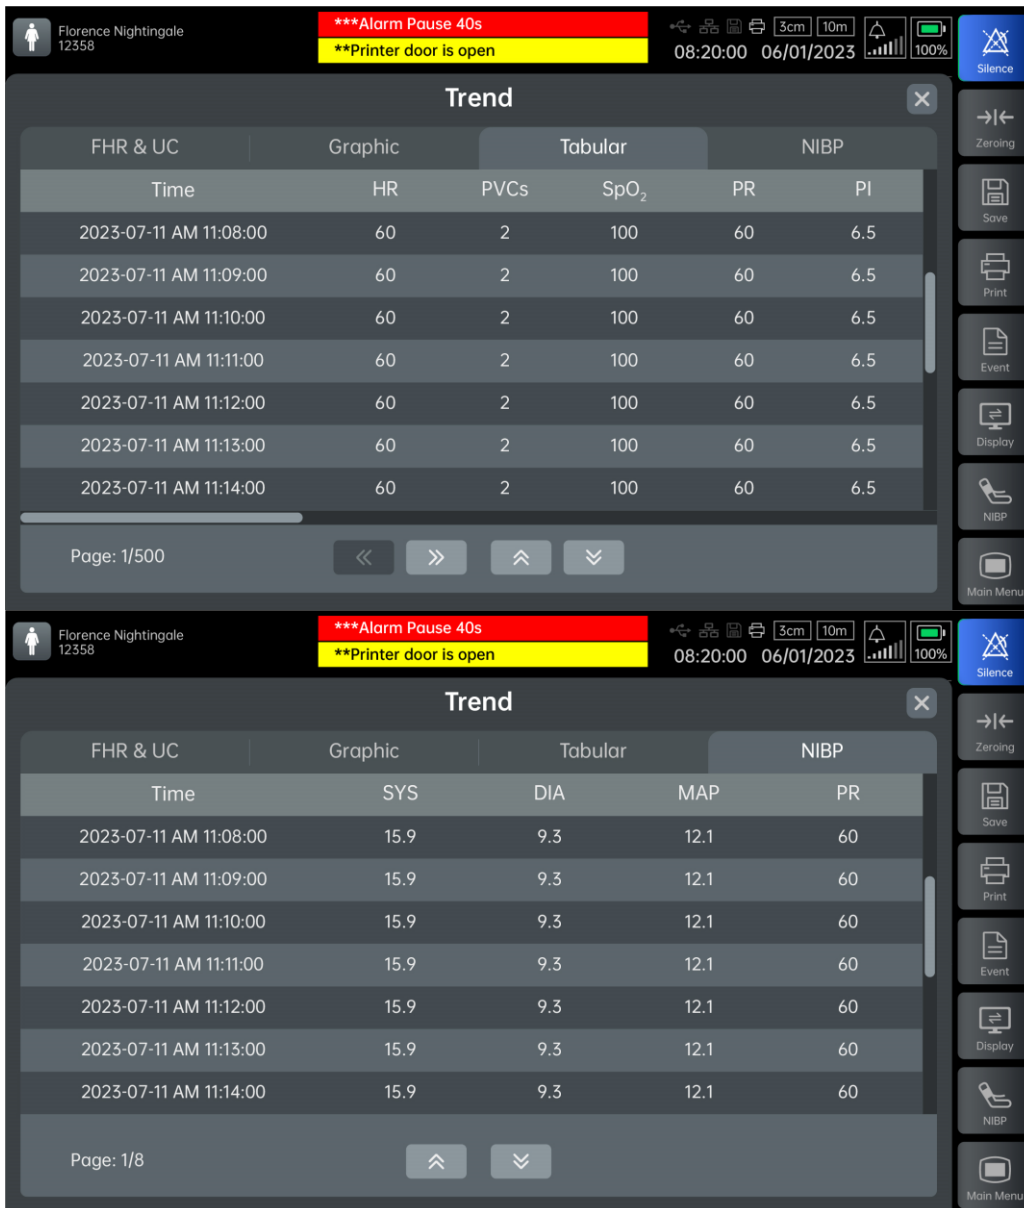 Florence Nightingale
12358
***Alarm Pause 40s
**Printer door is open
3cm 10m
08:20:00 06/01/2023
100%
Silence
Trend
Zeroing
FHR & UC Graphic Tabular NIBP
Time HR PVCs SpO₂ PR PI
Save
2023-07-11 AM 11:08:00 60 2 100 60 6.5
2023-07-11 AM 11:09:00 60 2 100 60 6.5
Print
2023-07-11 AM 11:10:00 60 2 100 60 6.5
2023-07-11 AM 11:11:00 60 2 100 60 6.5
Event
2023-07-11 AM 11:12:00 60 2 100 60 6.5
2023-07-11 AM 11:13:00 60 2 100 60 6.5
Display
2023-07-11 AM 11:14:00 60 2 100 60 6.5
NIBP
Page: 1/500
Main Menu
Florence Nightingale
12358
***Alarm Pause 40s
**Printer door is open
3cm 10m
08:20:00 06/01/2023
100%
Silence
Trend
Zeroing
FHR & UC Graphic Tabular NIBP
Time SYS DIA MAP PR
Save
2023-07-11 AM 11:08:00 15.9 9.3 12.1 60
2023-07-11 AM 11:09:00 15.9 9.3 12.1 60
Print
2023-07-11 AM 11:10:00 15.9 9.3 12.1 60
2023-07-11 AM 11:11:00 15.9 9.3 12.1 60
Event
2023-07-11 AM 11:12:00 15.9 9.3 12.1 60
2023-07-11 AM 11:13:00 15.9 9.3 12.1 60
Display
2023-07-11 AM 11:14:00 15.9 9.3 12.1 60
NIBP
Page: 1/8
Main Menu